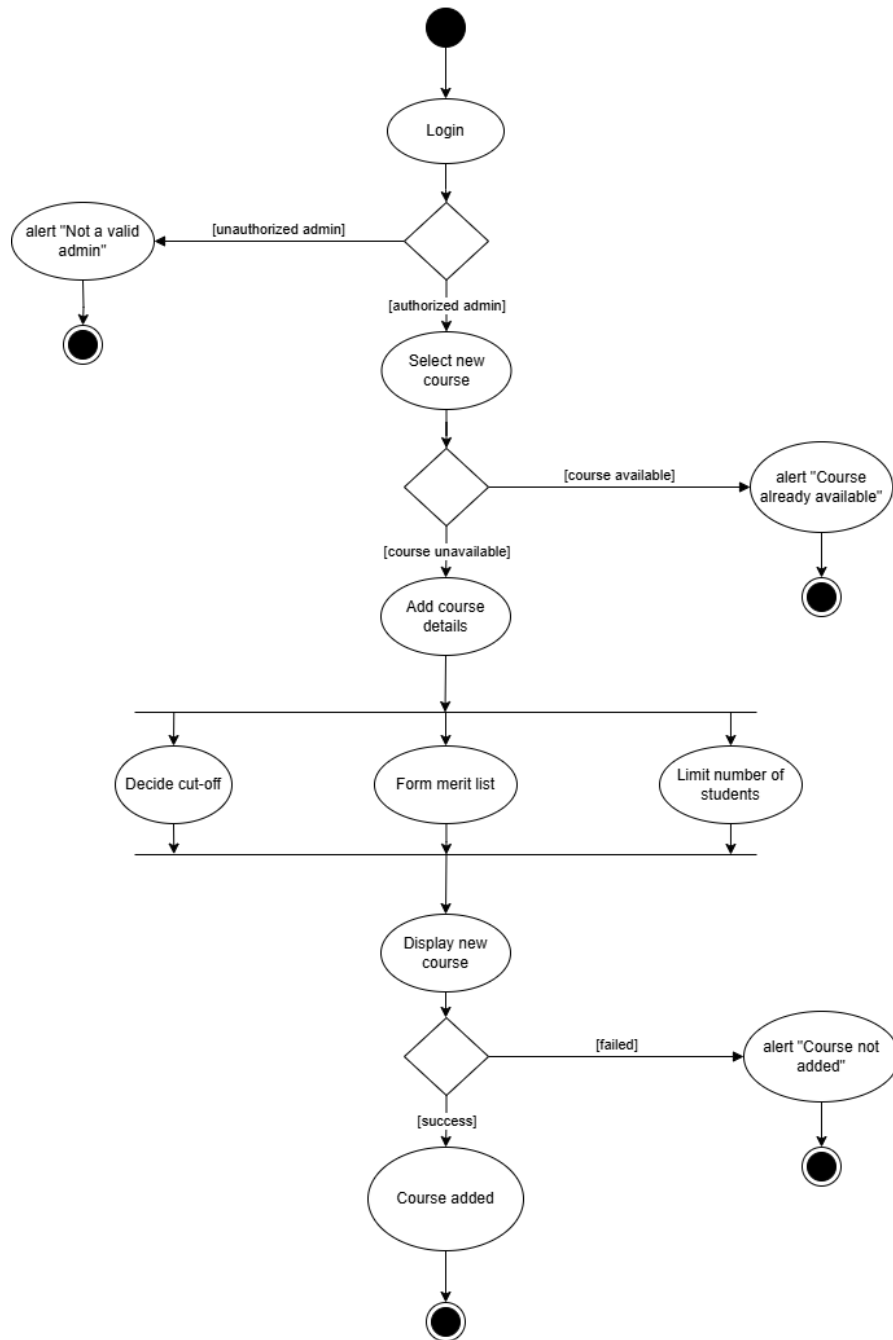 Login
[unauthorized admin]
alert "Not a valid
admin"
[authorized admin]
Select new
course
[course available]
alert "Course
already available"
[course unavailable]
Add course
details
Decide cut-off
Form merit list
Limit number of
students
Display new
course
[failed]
alert "Course not
added"
[success]
Course added